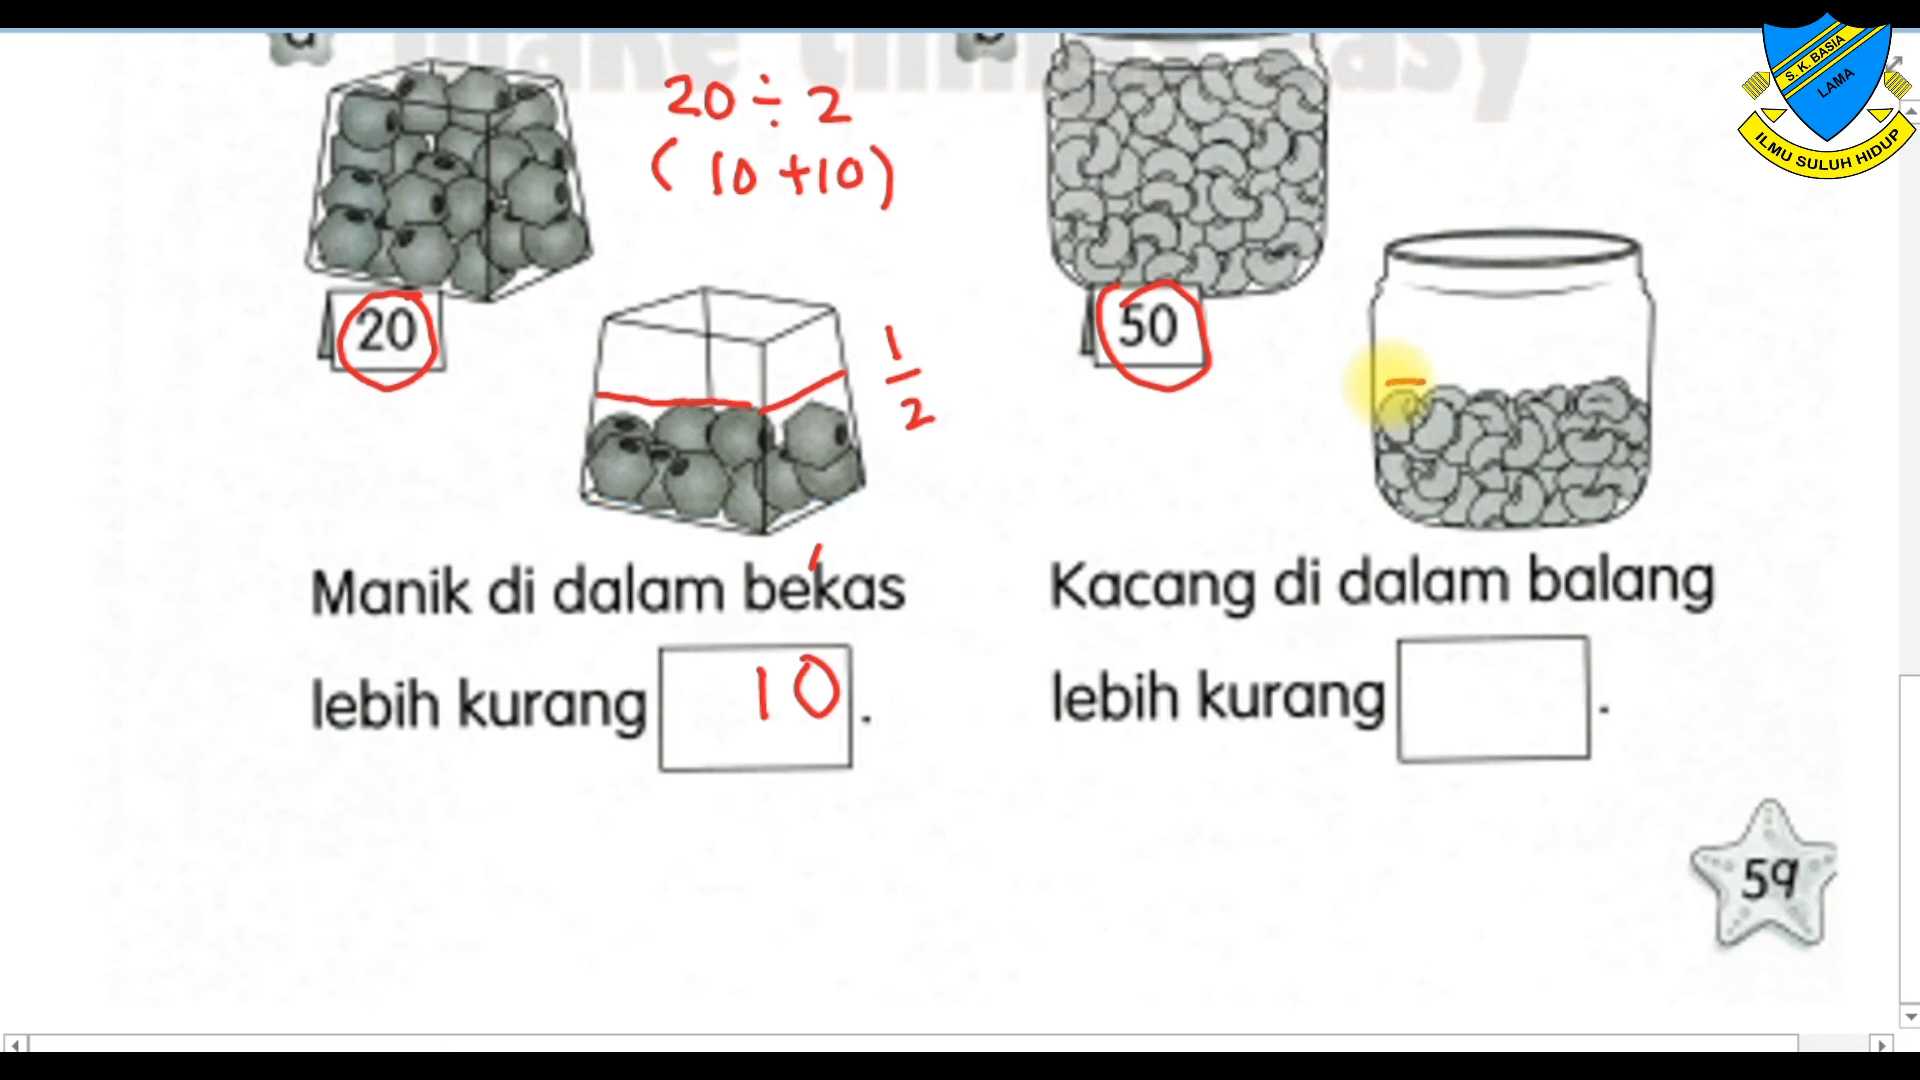 20 ÷ 2
( 10 + 10 )
20
1
2
50
Manik di dalam bekas
lebih kurang 10 .
Kacang di dalam balang
lebih kurang .
59
S. K. BASIA
LAMA
ILMU SULUH HIDUP